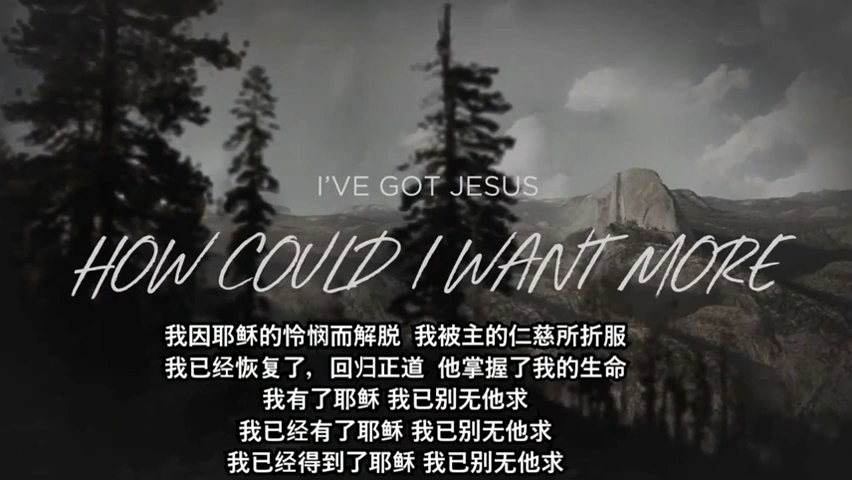 I'VE GOT JESUS
HOW COULD I WANT MORE
我因耶稣的怜悯而解脱 我被主的仁慈所折服
我已经恢复了，回归正道 他掌握了我的生命
我有了耶稣 我已别无他求
我已经有了耶稣 我已别无他求
我已经得到了耶稣 我已别无他求